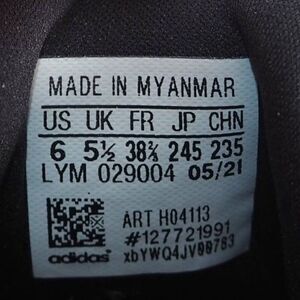 MADE IN MYANMAR
US UK FR JP CHN
6 5½ 38⅔ 245 235
LYM 029004 05/21
ART H04113
#127721991
adidas xbYWQ4JV00783